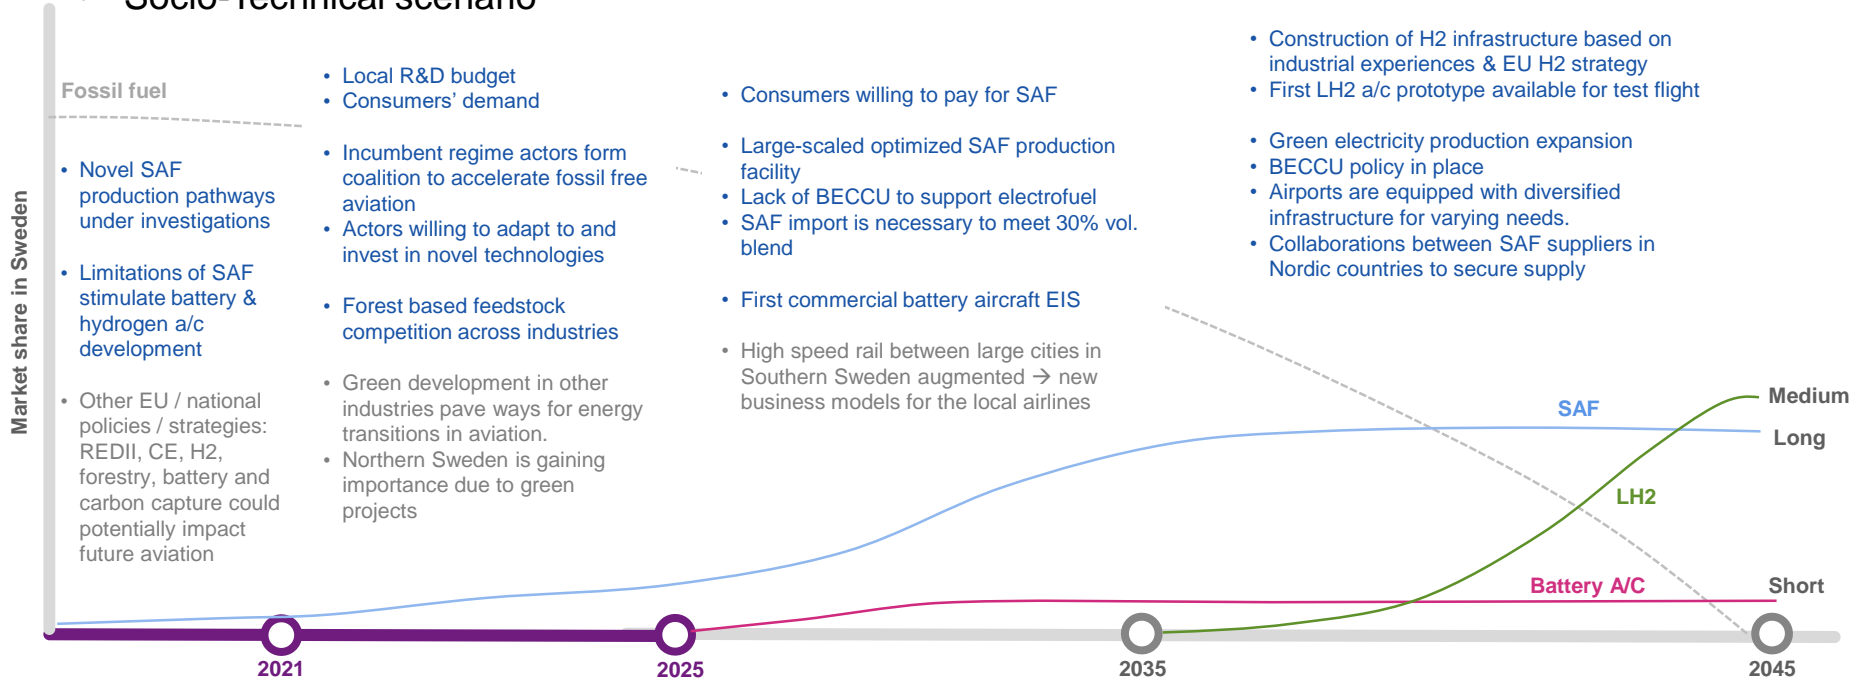 • Socio-Technical scenario
Market share in Sweden
Fossil fuel
• Novel SAF
production pathways
under investigations
• Limitations of SAF
stimulate battery &
hydrogen a/c
development
• Other EU / national
policies / strategies:
REDII, CE, H2,
forestry, battery and
carbon capture could
potentially impact
future aviation
• Local R&D budget
• Consumers’ demand
• Incumbent regime actors form
coalition to accelerate fossil free
aviation
• Actors willing to adapt to and
invest in novel technologies
• Forest based feedstock
competition across industries
• Green development in other
industries pave ways for energy
transitions in aviation.
• Northern Sweden is gaining
importance due to green
projects
• Consumers willing to pay for SAF
• Large-scaled optimized SAF production
facility
• Lack of BECCU to support electrofuel
• SAF import is necessary to meet 30% vol.
blend
• First commercial battery aircraft EIS
• High speed rail between large cities in
Southern Sweden augmented → new
business models for the local airlines
• Construction of H2 infrastructure based on
industrial experiences & EU H2 strategy
• First LH2 a/c prototype available for test flight
• Green electricity production expansion
• BECCU policy in place
• Airports are equipped with diversified
infrastructure for varying needs.
• Collaborations between SAF suppliers in
Nordic countries to secure supply
SAF
Medium
Long
LH2
Battery A/C
Short
2021
2025
2035
2045